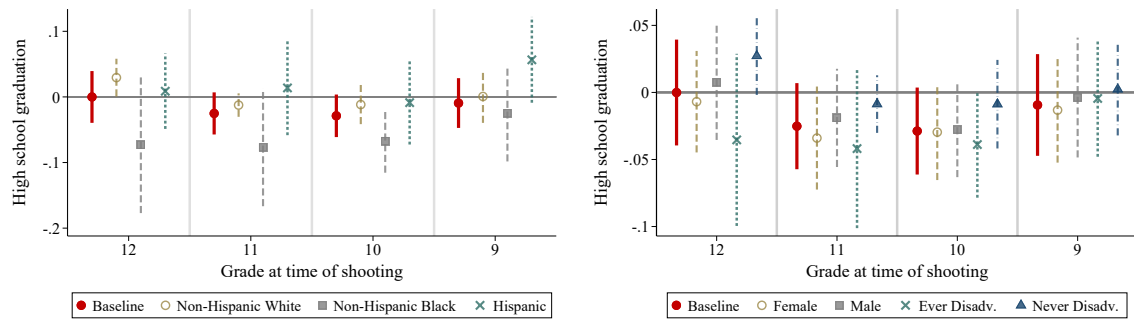 High school graduation
.1
0
-.1
-.2
12 11 10 9
Grade at time of shooting
Baseline Non-Hispanic White Non-Hispanic Black Hispanic
High school graduation
.05
0
-.05
-.1
12 11 10 9
Grade at time of shooting
Baseline Female Male Ever Disadv. Never Disadv.